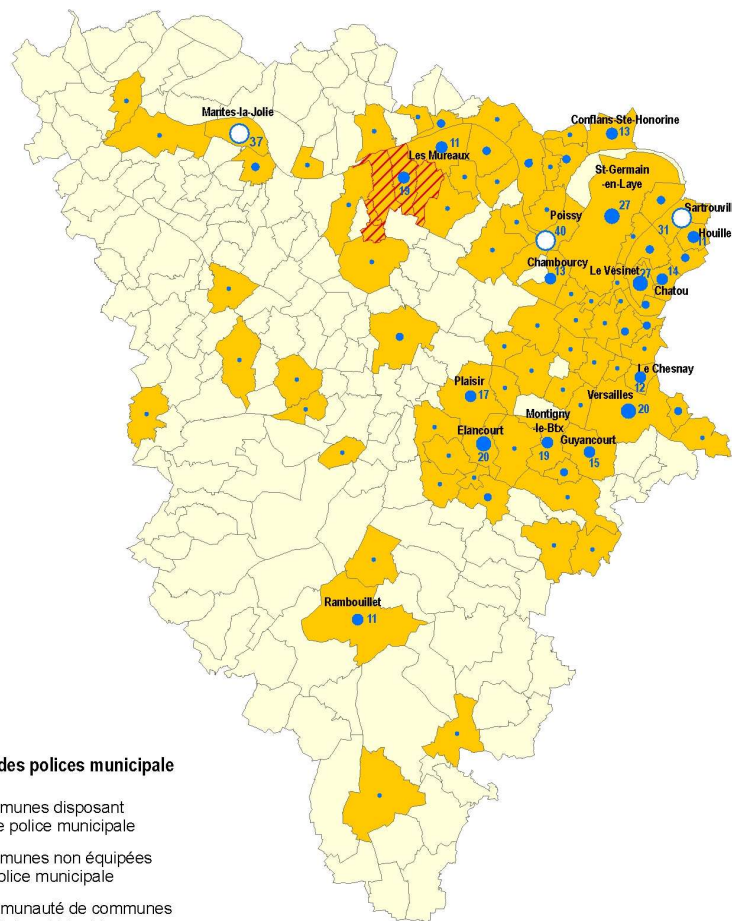 Mantes-la-Jolie
37
Conflans-Ste-Honorine
13
11
Les Mureaux
19
St-Germain
-en-Laye
27
Sartrouvil
31
Houille
11
Poissy
40
Chambourcy
13
Le Vésinet
27
14
Chatou
Le Chesnay
12
Plaisir
17
Versailles
20
Montigny
-le-Btx
19
Elancourt
20
Guyancourt
15
Rambouillet
11
des polices municipale
munes disposant
e police municipale
munes non équipées
olice municipale
munauté de communes